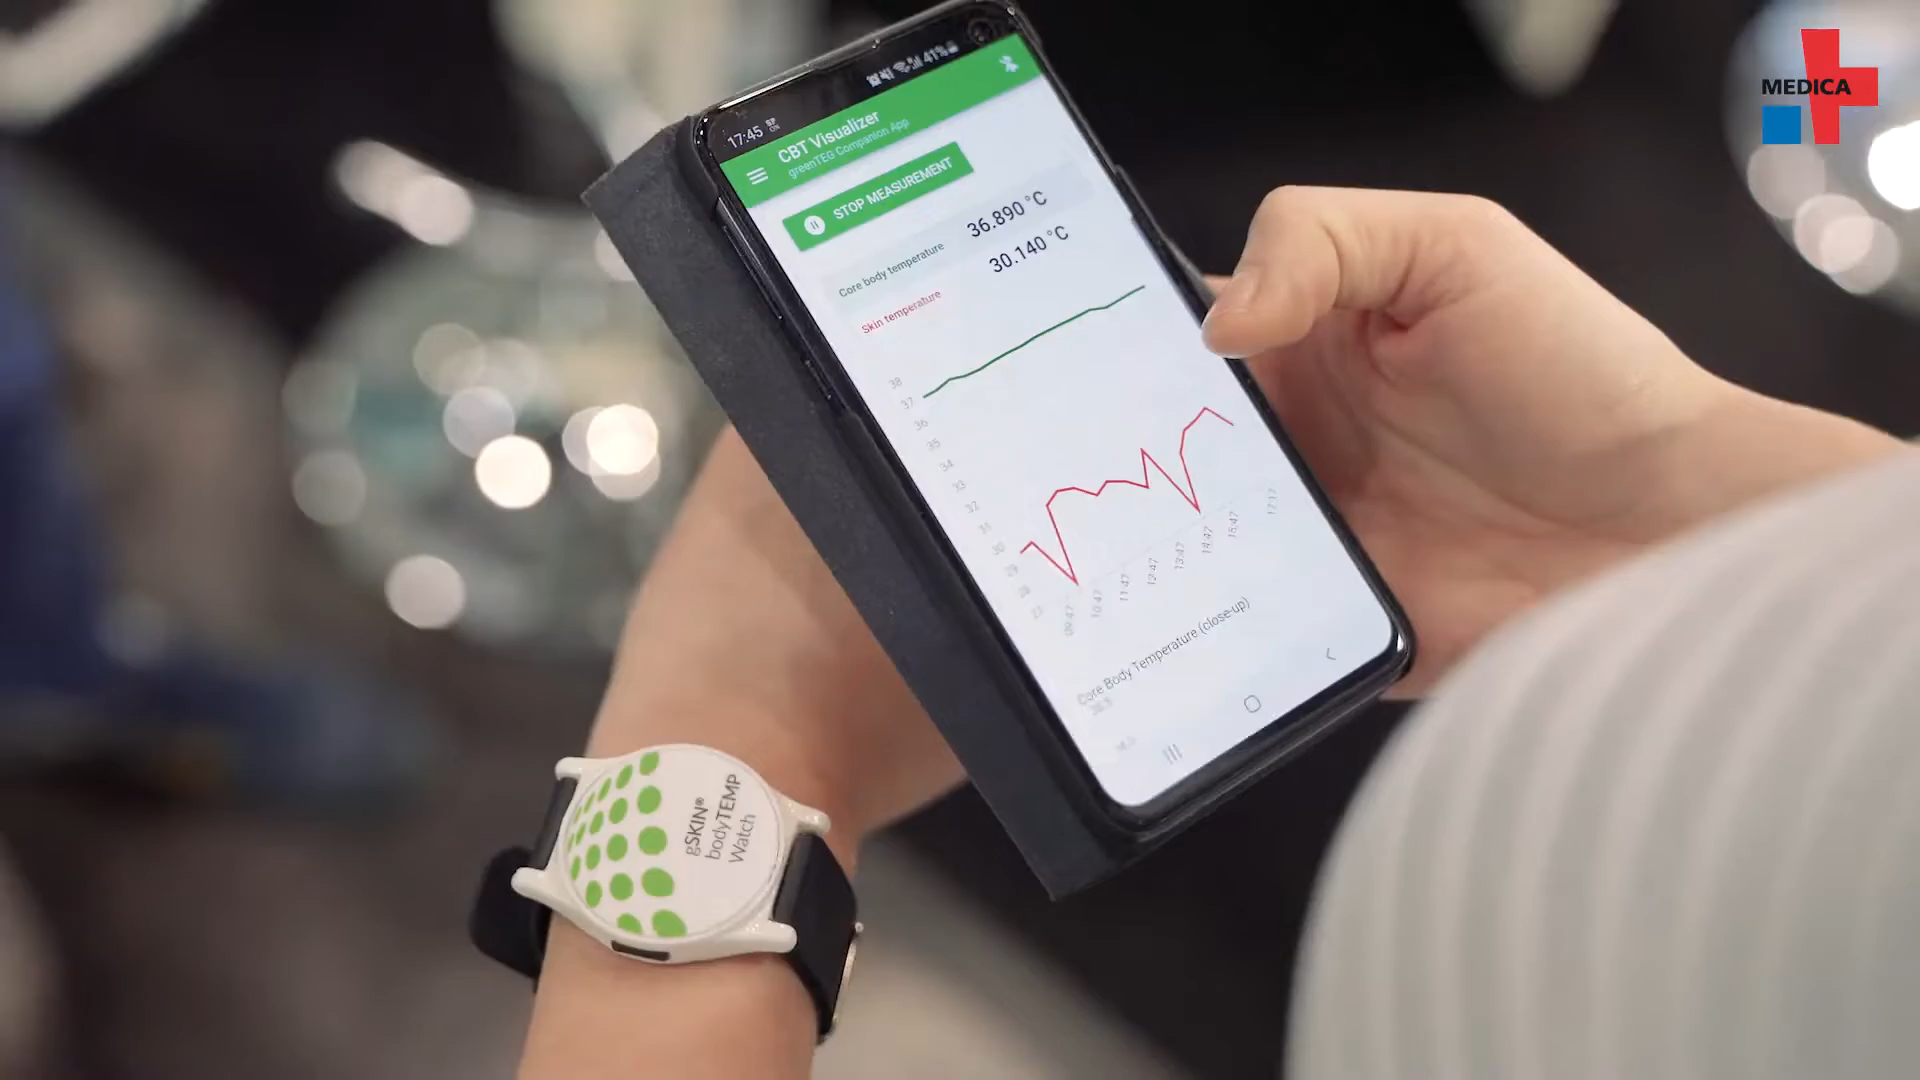 MEDICA
17:45
41%
CBT Visualizer
greenTEG Companion App
STOP MEASUREMENT
Core body temperature 36.890 °C
Skin temperature 30.140 °C
38
37
36
35
34
33
32
31
30
29
28
27
09:47 10:47 11:47 12:47 13:47 14:47 15:47 17:17
Core Body Temperature (close-up)
gSKIN®
bodyTEMP
Watch